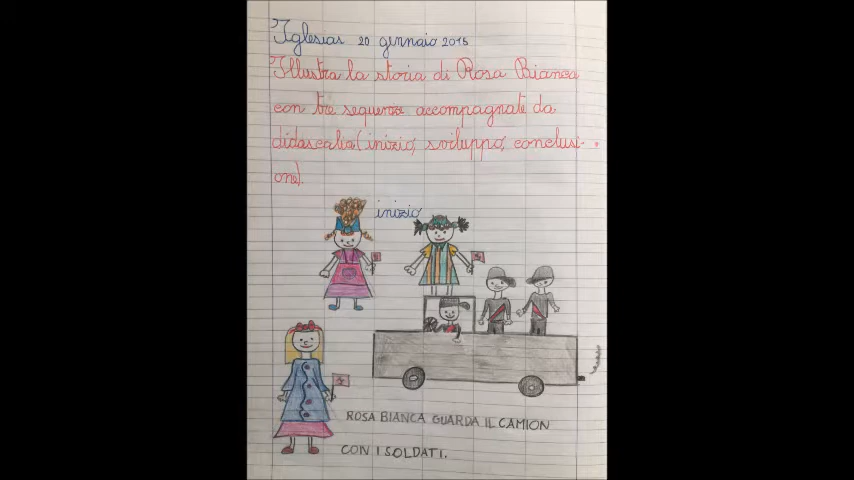 Iglesias 20 gennaio 2015
Illustra la storia di Rosa Bianca
con tre sequenze accompagnate da
didascalia (inizio, sviluppo, conclusi-
one).
inizio
ROSA BIANCA GUARDA IL CAMION
CON I SOLDATI.